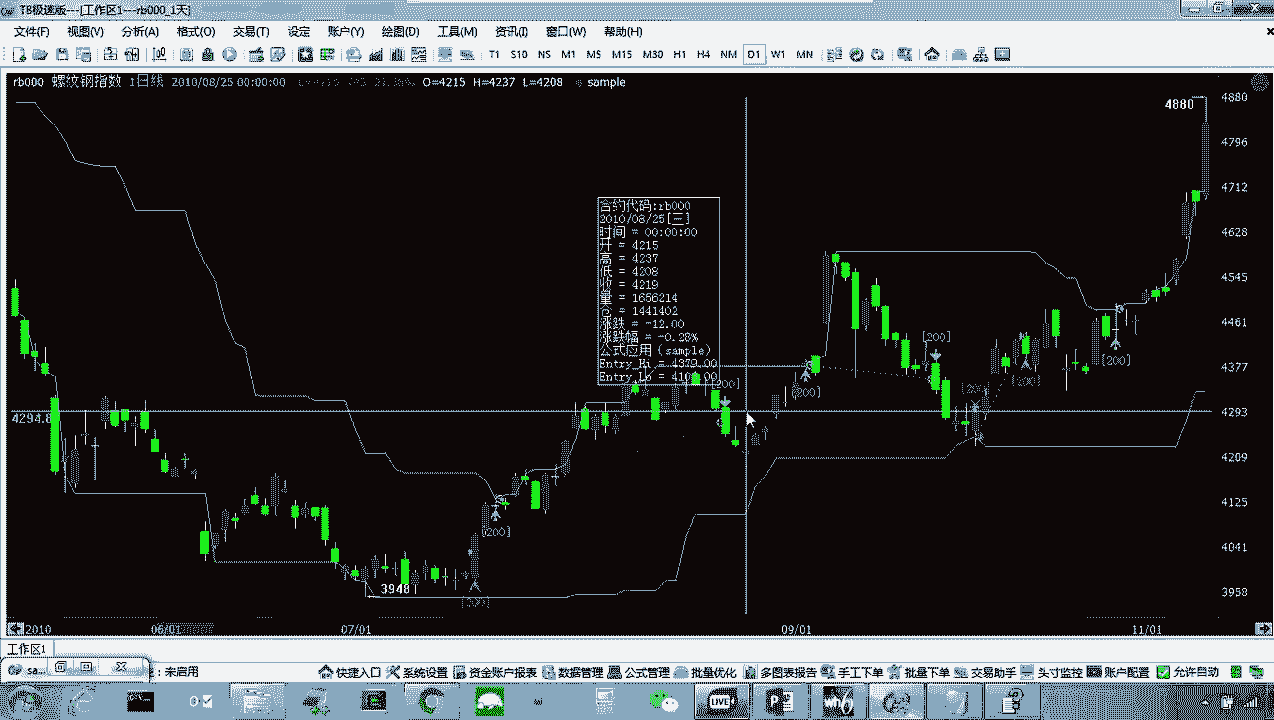 TB极速版---[工作区1---rb000_1天]
文件(F) 视图(V) 分析(A) 格式(O) 交易(T) 设定 账户(Y) 绘图(D) 工具(M) 资讯(I) 窗口(W) 帮助(H)
T1 S10 NS M1 M5 M15 M30 H1 H4 NM D1 W1 MN
rb000 螺纹钢指数 1日线 2010/08/25 00:00:00 O=4215 H=4237 L=4208 sample
4880 4880
4796
4712
4628
4545
4461
4377
4293
4209
4125
4041
3958
合约代码:rb000
2010/08/25[三]
时间 = 00:00:00
开 = 4215
高 = 4237
低 = 4208
收 = 4219
量 = 1656214
仓 = 1441402
涨跌 = -12.00
涨跌幅 = -0.28%
公式应用(sample)
4294.8
[200]
[200]
[200]
[200]
[200]
[200]
3948
2010 06/01 07/01 09/01 11/01
工作区1
: 未启用 快捷入口 系统设置 资金账户报表 数据管理 公式管理 批量优化 多图表报告 手工下单 批量下单 交易助手 头寸监控 账户配置 允许自动
LIVE